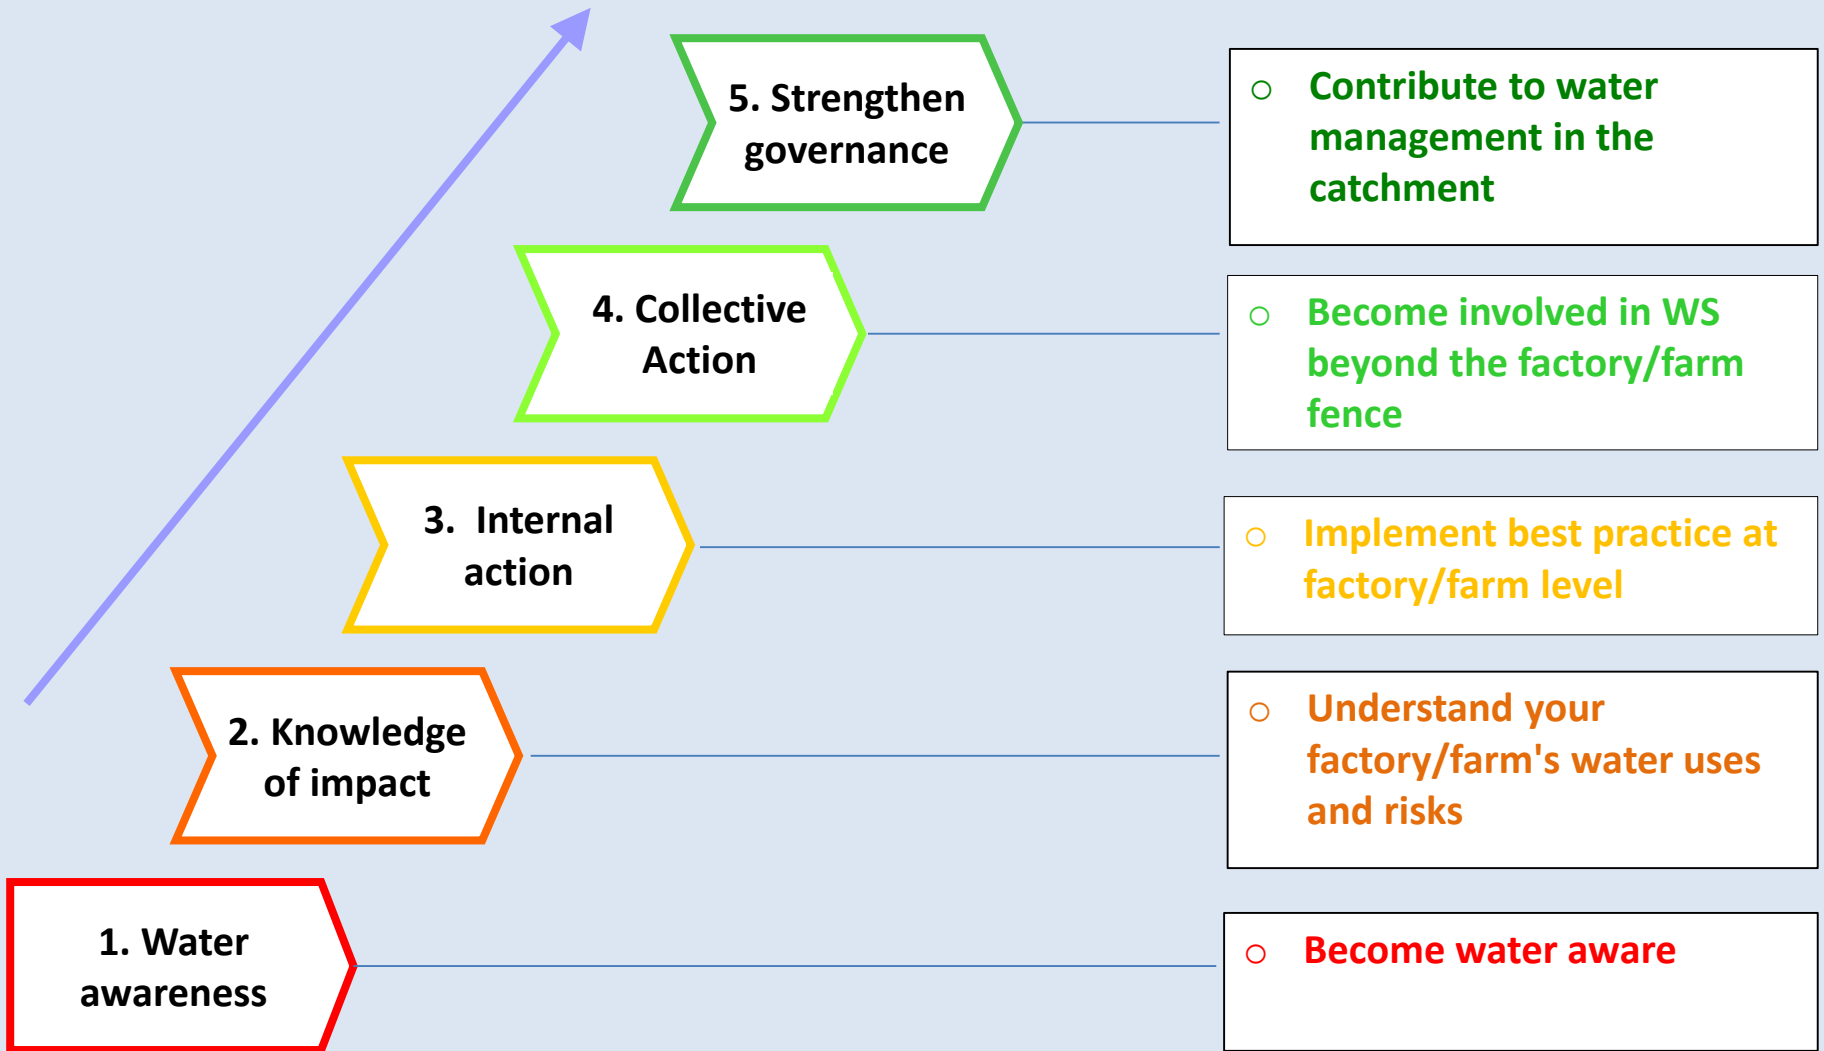 5. Strengthen
governance
○ Contribute to water
management in the
catchment
4. Collective
Action
○ Become involved in WS
beyond the factory/farm
fence
3. Internal
action
○ Implement best practice at
factory/farm level
2. Knowledge
of impact
○ Understand your
factory/farm's water uses
and risks
1. Water
awareness
○ Become water aware